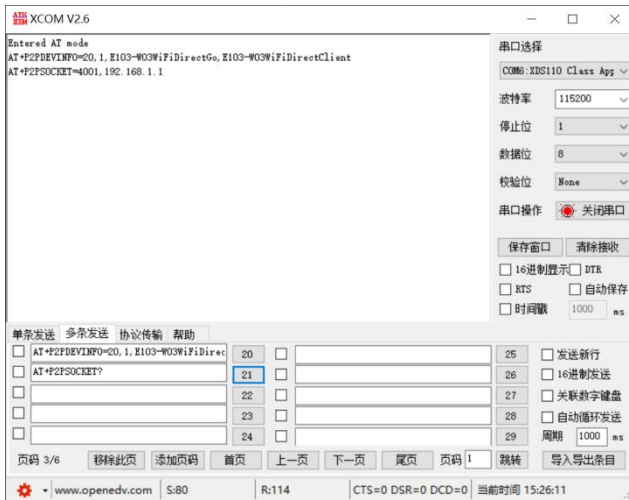 XCOM V2.6
Entered AT mode
AT+P2PDEVINFO=20,1,E103-W03WiFiDirectGo,E103-W03WiFiDirectClient
AT+P2PSOCKET=4001,192.168.1.1
串口选择
COM6:XDS110 Class App
波特率 115200
停止位 1
数据位 8
校验位 None
串口操作 关闭串口
保存窗口 清除接收
16进制显示 DTR
RTS 自动保存
时间戳 1000 ms
单条发送 多条发送 协议传输 帮助
AT+P2PDEVINFO=20,1,E103-W03WiFiDirec 20 25 发送新行
AT+P2PSOCKET? 21 26 16进制发送
22 27 关联数字键盘
23 28 自动循环发送
24 29 周期 1000 ms
页码 3/6 移除此页 添加页码 首页 上一页 下一页 尾页 页码 1 跳转 导入导出条目
www.openedv.com S:80 R:114 CTS=0 DSR=0 DCD=0 当前时间 15:26:11